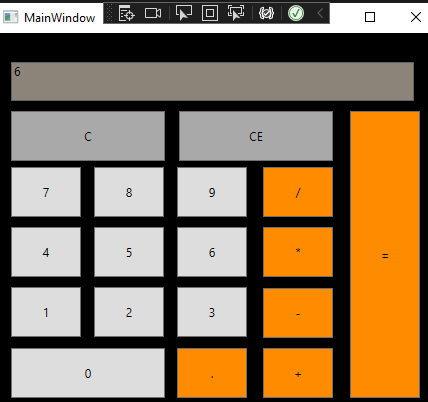 MainWindow
6
C CE
7 8 9 /
4 5 6 *
=
1 2 3 -
0 . +